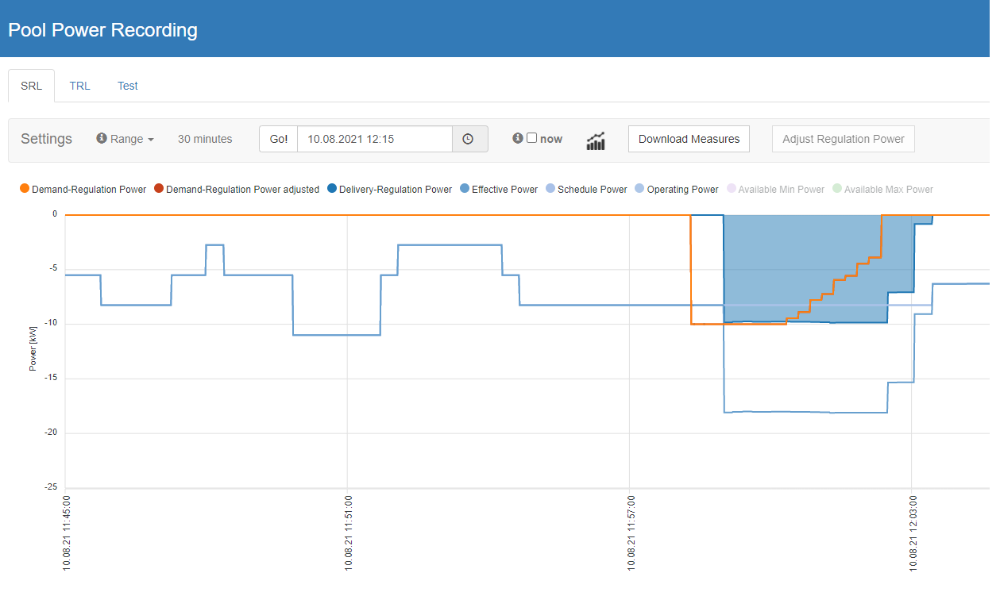 Pool Power Recording
SRL TRL Test
Settings Range 30 minutes Go! 10.08.2021 12:15 now Download Measures Adjust Regulation Power
Demand-Regulation Power Demand-Regulation Power adjusted Delivery-Regulation Power Effective Power Schedule Power Operating Power Available Min Power Available Max Power
0
-5
-10
-15
-20
-25
Power [kW]
10.08.21 11:45:00
10.08.21 11:51:00
10.08.21 11:57:00
10.08.21 12:03:00